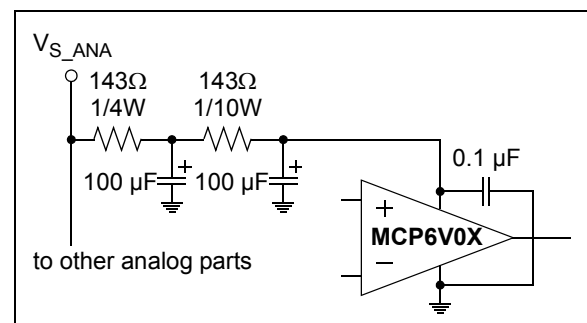 V_S_ANA
143Ω 143Ω
1/4W 1/10W
100 µF + 100 µF + 0.1 µF
+
MCP6V0X
−
to other analog parts